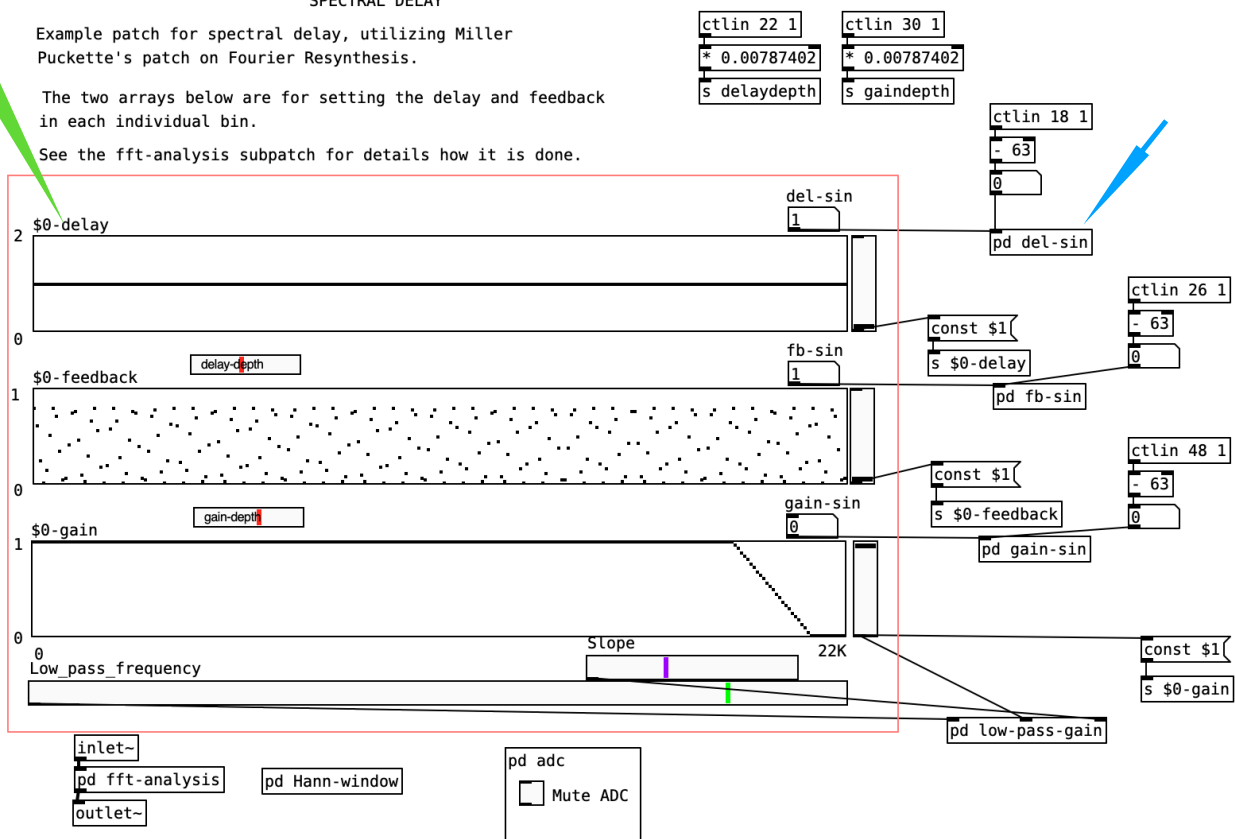 SPECTRAL DELAY
Example patch for spectral delay, utilizing Miller
Puckette's patch on Fourier Resynthesis.
The two arrays below are for setting the delay and feedback
in each individual bin.
See the fft-analysis subpatch for details how it is done.
ctlin 22 1
* 0.00787402
s delaydepth
ctlin 30 1
* 0.00787402
s gaindepth
ctlin 18 1
- 63
0
pd del-sin
del-sin
1
$0-delay
2
0
const $1
s $0-delay
ctlin 26 1
- 63
0
pd fb-sin
delay-depth
fb-sin
1
$0-feedback
1
0
const $1
s $0-feedback
ctlin 48 1
- 63
0
pd gain-sin
gain-depth
gain-sin
0
$0-gain
1
0
0
22K
Slope
Low_pass_frequency
const $1
s $0-gain
pd low-pass-gain
inlet~
pd fft-analysis
outlet~
pd Hann-window
pd adc
Mute ADC